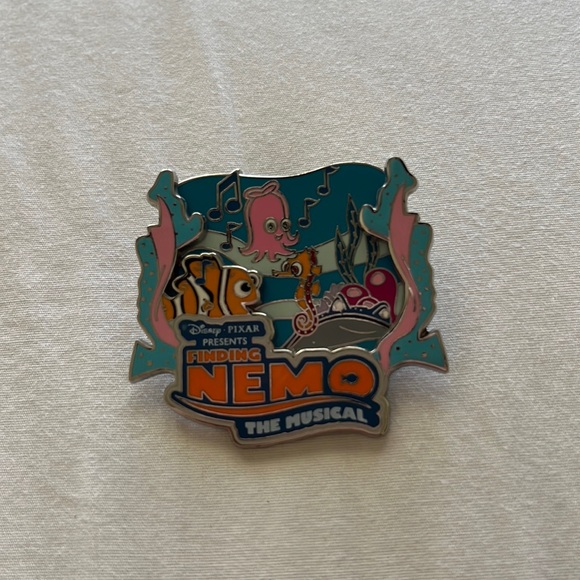 Disney · PIXAR
PRESENTS
FINDING
NEMO
THE MUSICAL